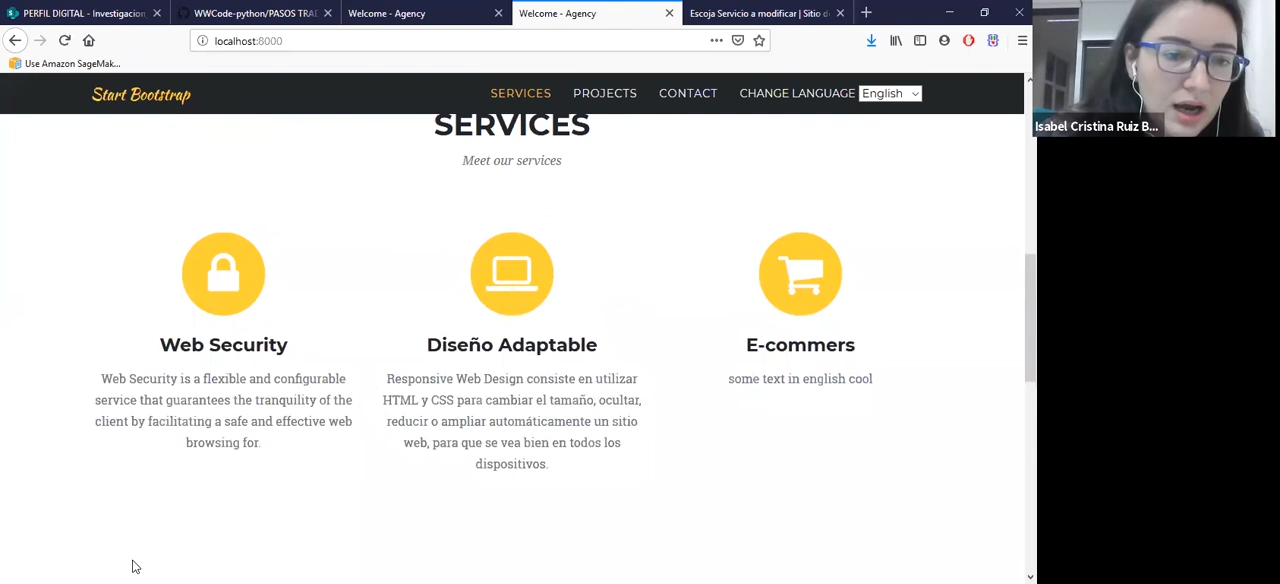 PERFIL DIGITAL - Investigacion
WWCode-python/PASOS TRAD
Welcome - Agency
Welcome - Agency
Escoja Servicio a modificar | Sitio d
localhost:8000
Use Amazon SageMak...
Start Bootstrap
SERVICES
PROJECTS
CONTACT
CHANGE LANGUAGE
English
Isabel Cristina Ruiz B...
SERVICES
Meet our services
Web Security
Web Security is a flexible and configurable
service that guarantees the tranquility of the
client by facilitating a safe and effective web
browsing for.
Diseño Adaptable
Responsive Web Design consiste en utilizar
HTML y CSS para cambiar el tamaño, ocultar,
reducir o ampliar automáticamente un sitio
web, para que se vea bien en todos los
dispositivos.
E-commers
some text in english cool